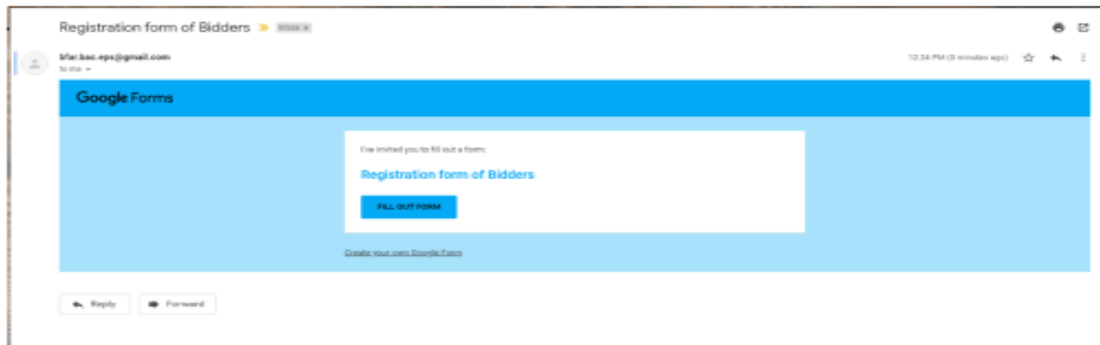 Registration form of Bidders
Inbox ×
bfar.bac.eps@gmail.com
to me
12:34 PM (0 minutes ago)
Google Forms
I've invited you to fill out a form:
Registration form of Bidders
FILL OUT FORM
Create your own Google Form
Reply
Forward